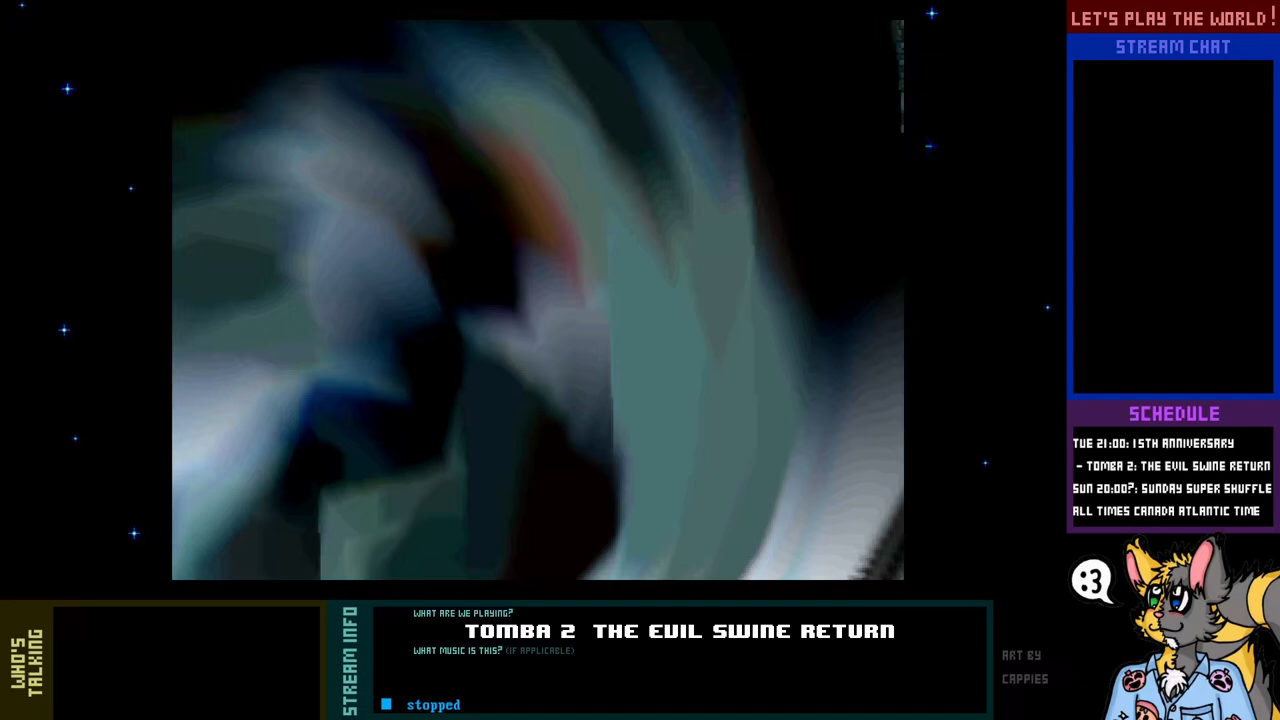 LET'S PLAY THE WORLD!
STREAM CHAT
SCHEDULE
TUE 21:00: 15TH ANNIVERSARY
- TOMBA 2: THE EVIL SWINE RETURN
SUN 20:00?: SUNDAY SUPER SHUFFLE
ALL TIMES CANADA ATLANTIC TIME
:3
WHO'S
TALKING
STREAM INFO
WHAT ARE WE PLAYING?
TOMBA 2 THE EVIL SWINE RETURN
WHAT MUSIC IS THIS? (IF APPLICABLE)
stopped
ART BY
CAPPIES